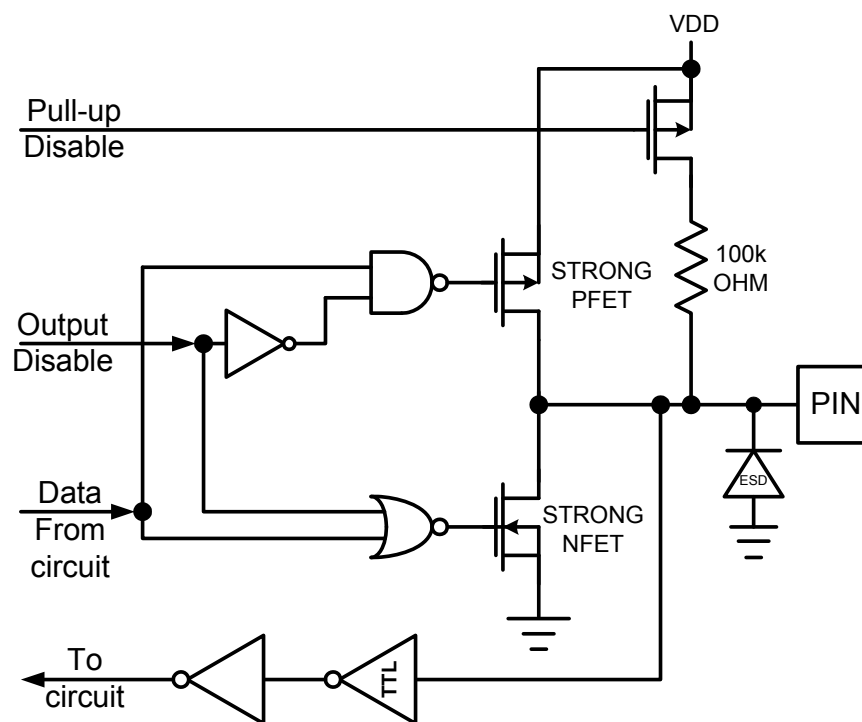 VDD
Pull-up
Disable
100k
OHM
STRONG
PFET
Output
Disable
PIN
ESD
Data
From
circuit
STRONG
NFET
To
circuit
TTL